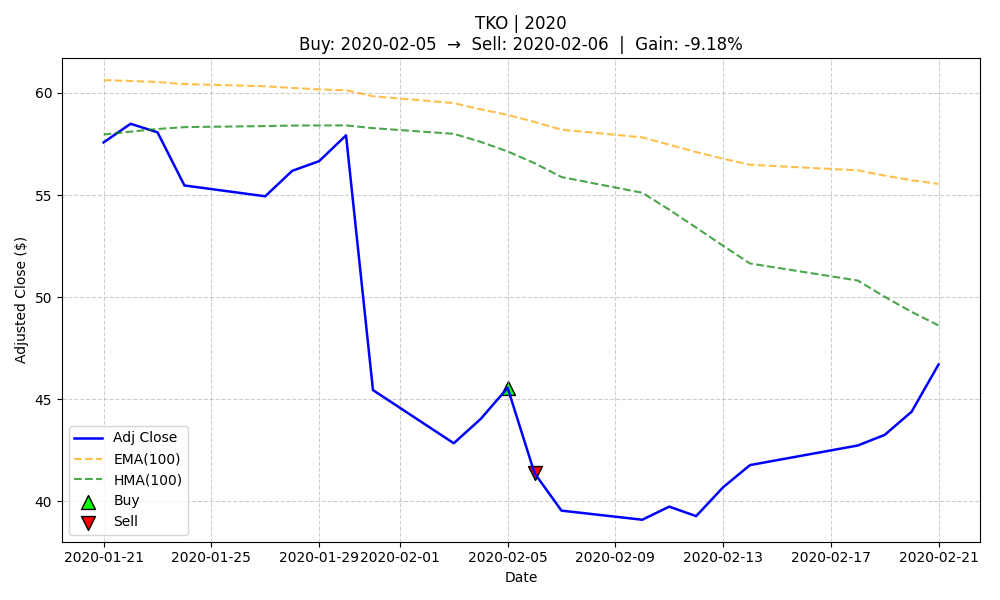 TKO | 2020
Buy: 2020-02-05 → Sell: 2020-02-06 | Gain: -9.18%
Adjusted Close ($)
60
55
50
45
40
Adj Close
EMA(100)
HMA(100)
Buy
Sell
2020-01-21 2020-01-25 2020-01-29 2020-02-01 2020-02-05 2020-02-09 2020-02-13 2020-02-17 2020-02-21
Date